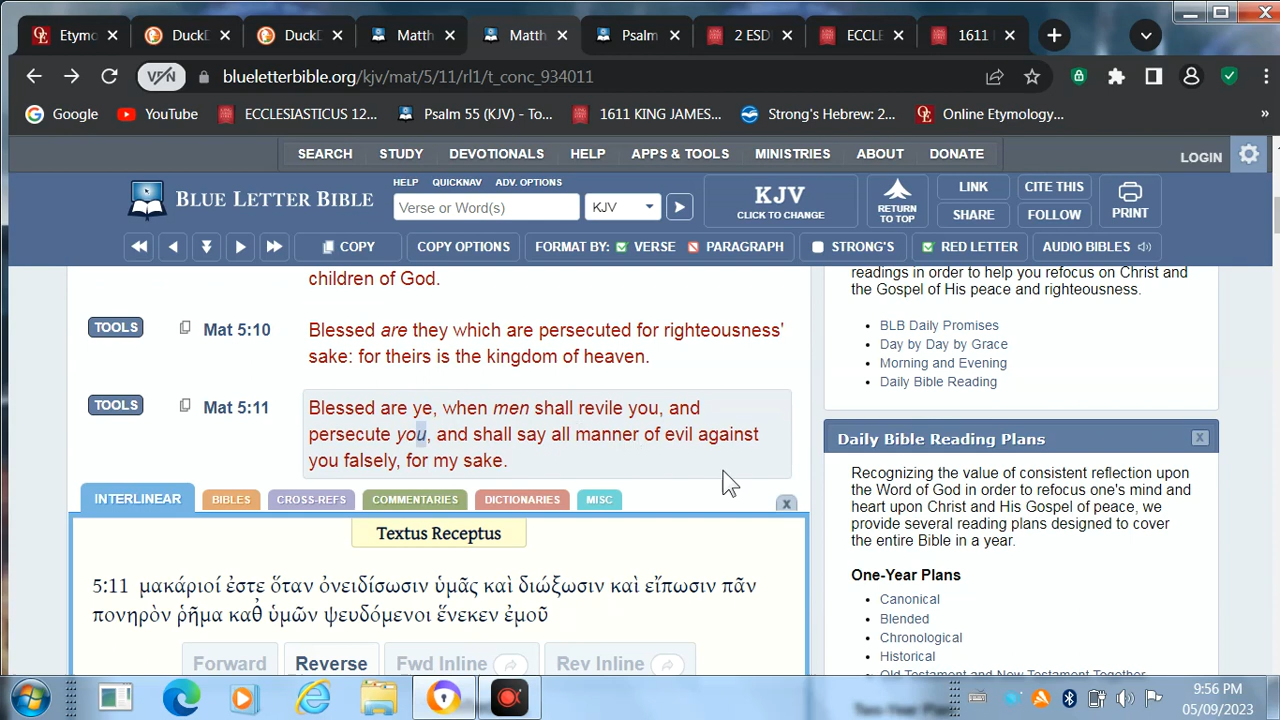 Etymo
DuckD
DuckD
Matth
Matth
Psalm
2 ESD
ECCLE
1611 K
VPN
blueletterbible.org/kjv/mat/5/11/rl1/t_conc_934011
Google
YouTube
ECCLESIASTICUS 12...
Psalm 55 (KJV) - To...
1611 KING JAMES...
Strong's Hebrew: 2...
Online Etymology...
»
SEARCH
STUDY
DEVOTIONALS
HELP
APPS & TOOLS
MINISTRIES
ABOUT
DONATE
LOGIN
BLUE LETTER BIBLE
HELP QUICKNAV ADV. OPTIONS
Verse or Word(s)
KJV
KJV
CLICK TO CHANGE
RETURN
TO TOP
LINK
CITE THIS
SHARE
FOLLOW
PRINT
COPY
COPY OPTIONS
FORMAT BY: VERSE PARAGRAPH
STRONG'S
RED LETTER
AUDIO BIBLES
children of God.
TOOLS
Mat 5:10
Blessed are they which are persecuted for righteousness'
sake: for theirs is the kingdom of heaven.
TOOLS
Mat 5:11
Blessed are ye, when men shall revile you, and
persecute you, and shall say all manner of evil against
you falsely, for my sake.
INTERLINEAR
BIBLES
CROSS-REFS
COMMENTARIES
DICTIONARIES
MISC
x
Textus Receptus
5:11 μακάριοί ἐστε ὅταν ὀνειδίσωσιν ὑμᾶς καὶ διώξωσιν καὶ εἴπωσιν πᾶν
πονηρὸν ῥῆμα καθ̓ ὑμῶν ψευδόμενοι ἕνεκεν ἐμοῦ
Forward
Reverse
Fwd Inline
Rev Inline
readings in order to help you refocus on Christ and
the Gospel of His peace and righteousness.
BLB Daily Promises
Day by Day by Grace
Morning and Evening
Daily Bible Reading
Daily Bible Reading Plans
x
Recognizing the value of consistent reflection upon
the Word of God in order to refocus one's mind and
heart upon Christ and His Gospel of peace, we
provide several reading plans designed to cover
the entire Bible in a year.
One-Year Plans
Canonical
Blended
Chronological
Historical
Old Testament and New Testament Together
9:56 PM
05/09/2023